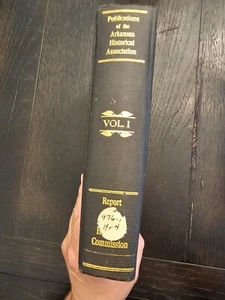 Publications
of the
Arkansas
Historical
Association
VOL. I
Report
Commission